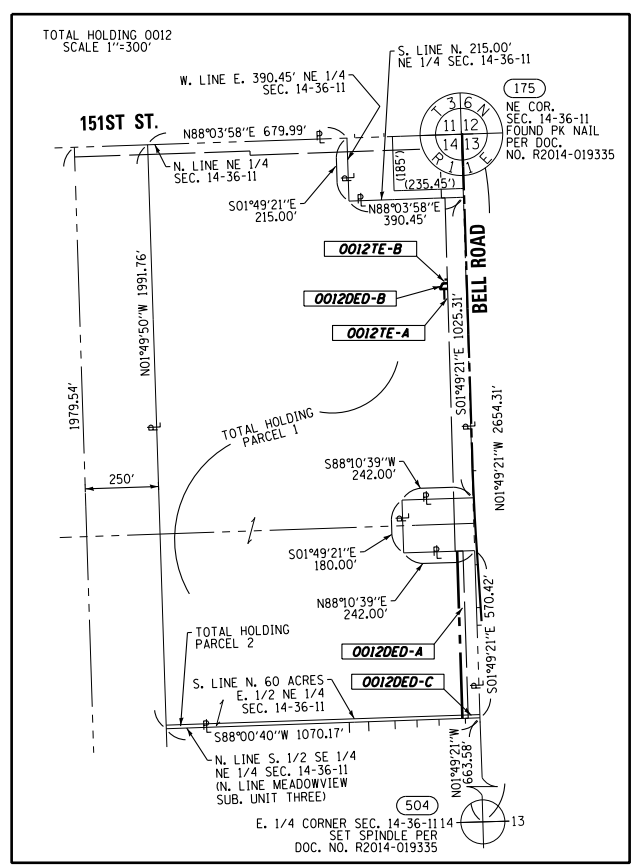 TOTAL HOLDING 0012
SCALE 1"=300'
S. LINE N. 215.00'
NE 1/4 SEC. 14-36-11
W. LINE E. 390.45' NE 1/4
SEC. 14-36-11
175
NE COR.
SEC. 14-36-11
FOUND PK NAIL
PER DOC.
NO. R2014-019335
T 3 6 N
11 12
14 13
R 1 1 E
151ST ST.
N88°03'58"E 679.99'
N. LINE NE 1/4
SEC. 14-36-11
(185')
(235.45')
S01°49'21"E
215.00'
N88°03'58"E
390.45'
BELL ROAD
0012TE-B
0012DED-B
0012TE-A
N01°49'50"W 1991.76'
S01°49'21"E 1025.31'
1979.54'
N01°49'21"W 2654.31'
TOTAL HOLDING
PARCEL 1
250'
S88°10'39"W
242.00'
S01°49'21"E
180.00'
N88°10'39"E
242.00'
S01°49'21"E 570.42'
TOTAL HOLDING
PARCEL 2
0012DED-A
S. LINE N. 60 ACRES
E. 1/2 NE 1/4
SEC. 14-36-11
0012DED-C
S88°00'40"W 1070.17'
N. LINE S. 1/2 SE 1/4
NE 1/4 SEC. 14-36-11
(N. LINE MEADOWVIEW
SUB. UNIT THREE)
N01°49'21"W
663.58'
504
E. 1/4 CORNER SEC. 14-36-11
SET SPINDLE PER
DOC. NO. R2014-019335
14 13